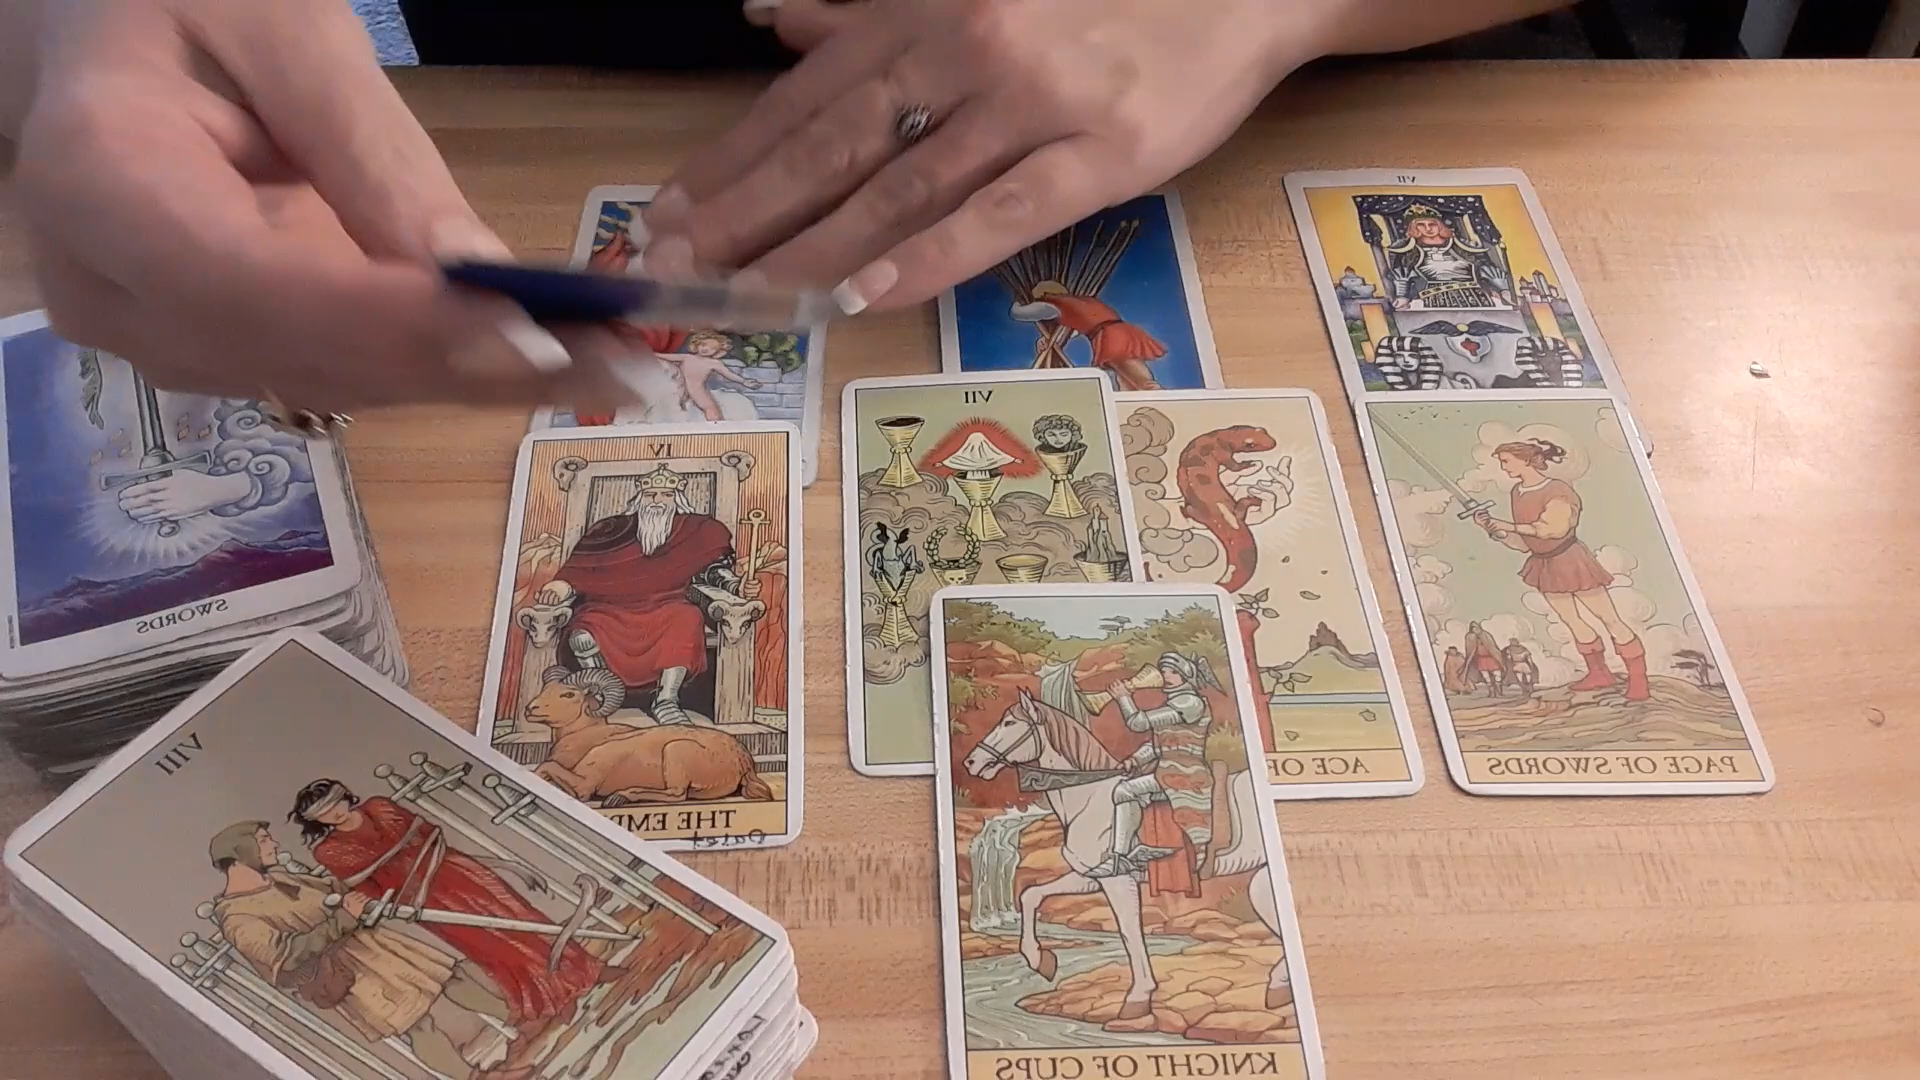 VII
VII
IV
SWORDS
VIII
THE EMP
ACE OF
PAGE OF SWORDS
KNIGHT OF CUPS